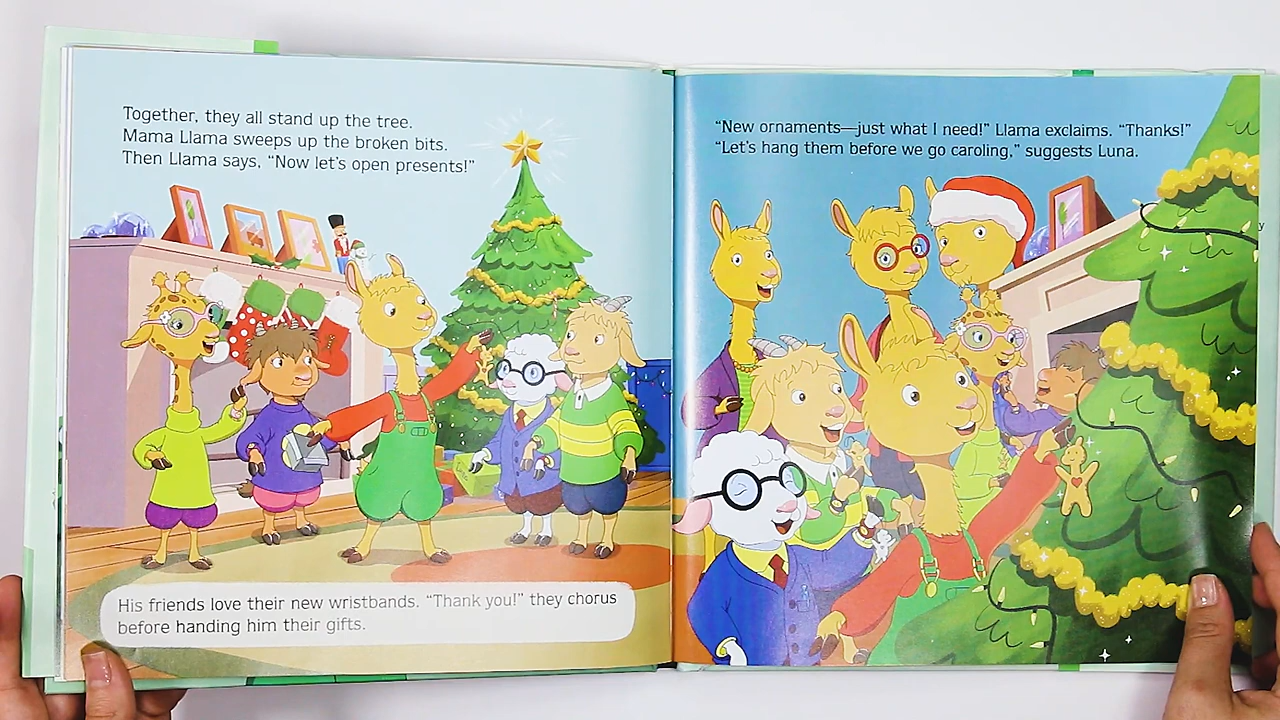 Together, they all stand up the tree.
Mama Llama sweeps up the broken bits.
Then Llama says, “Now let’s open presents!”
His friends love their new wristbands. “Thank you!” they chorus
before handing him their gifts.
“New ornaments—just what I need!” Llama exclaims. “Thanks!”
“Let’s hang them before we go caroling,” suggests Luna.